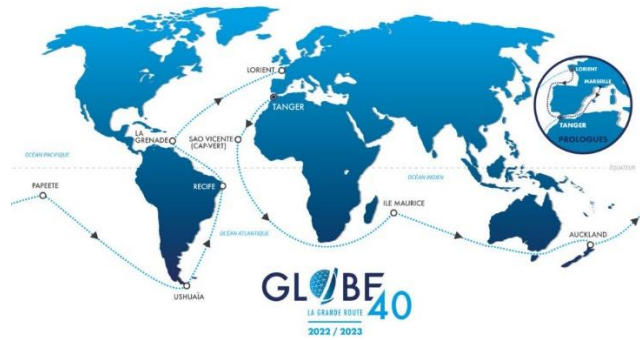 LORIENT
TANGER
LA
GRENADE
SAO VICENTE
(CAP-VERT)
LORIENT
MARSEILLE
TANGER
PROLOGUES
OCÉAN PACIFIQUE
ÉQUATEUR
PAPEETE
RECIFE
OCÉAN INDIEN
ILE MAURICE
OCÉAN ATLANTIQUE
AUCKLAND
USHUAÏA
GLOBE
40
LA GRANDE ROUTE
2022 / 2023